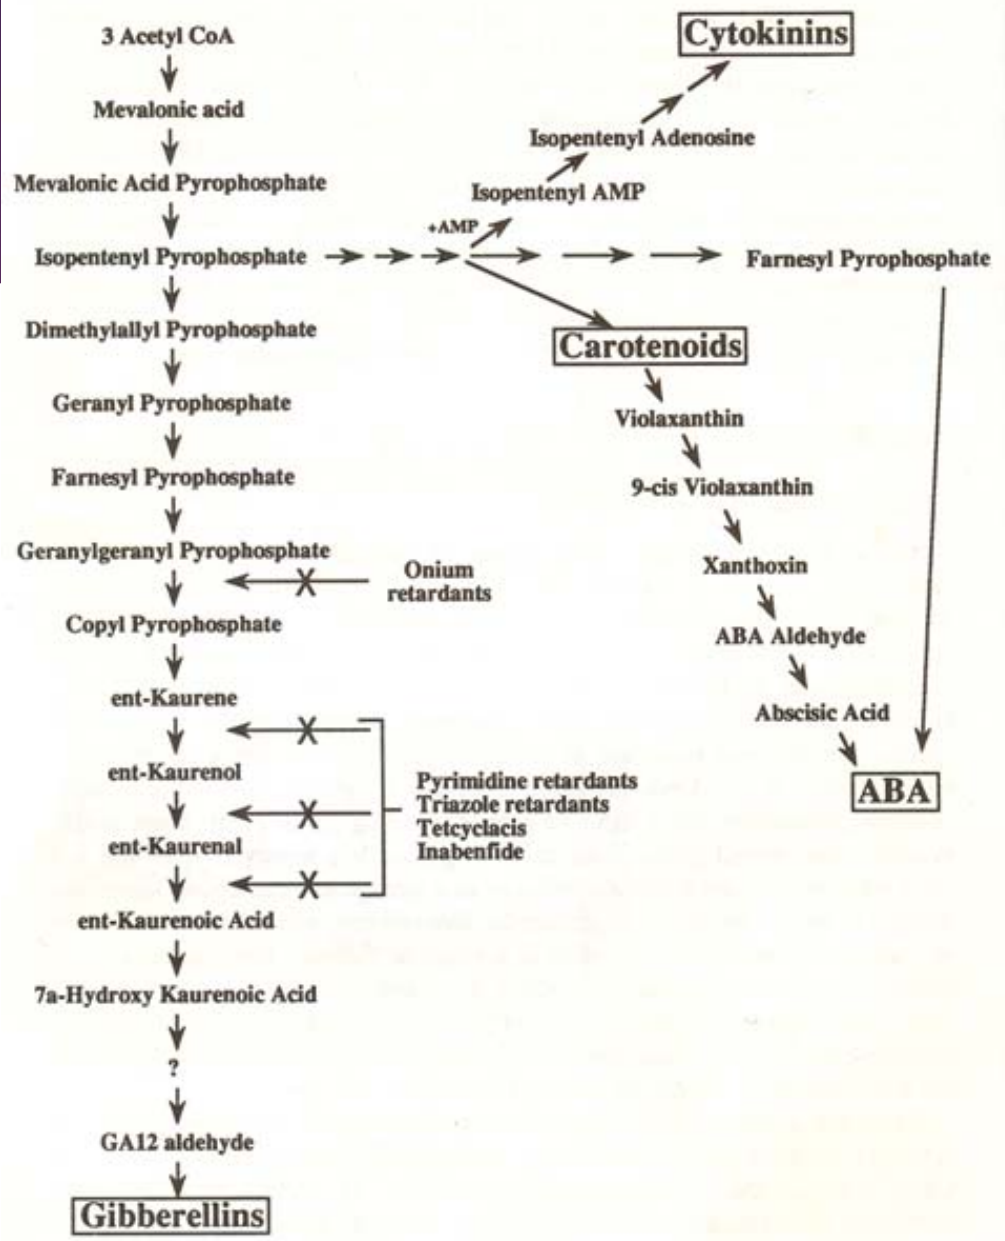 3 Acetyl CoA
Cytokinins
Mevalonic acid
Isopentenyl Adenosine
Mevalonic Acid Pyrophosphate
Isopentenyl AMP
+AMP
Isopentenyl Pyrophosphate
Farnesyl Pyrophosphate
Dimethylallyl Pyrophosphate
Carotenoids
Geranyl Pyrophosphate
Violaxanthin
Farnesyl Pyrophosphate
9-cis Violaxanthin
Geranylgeranyl Pyrophosphate
Xanthoxin
Onium
retardants
X
Copyl Pyrophosphate
ABA Aldehyde
ent-Kaurene
Abscisic Acid
X
ent-Kaurenol
Pyrimidine retardants
Triazole retardants
Tetcyclacis
Inabenfide
ABA
X
ent-Kaurenal
X
ent-Kaurenoic Acid
7a-Hydroxy Kaurenoic Acid
?
GA12 aldehyde
Gibberellins